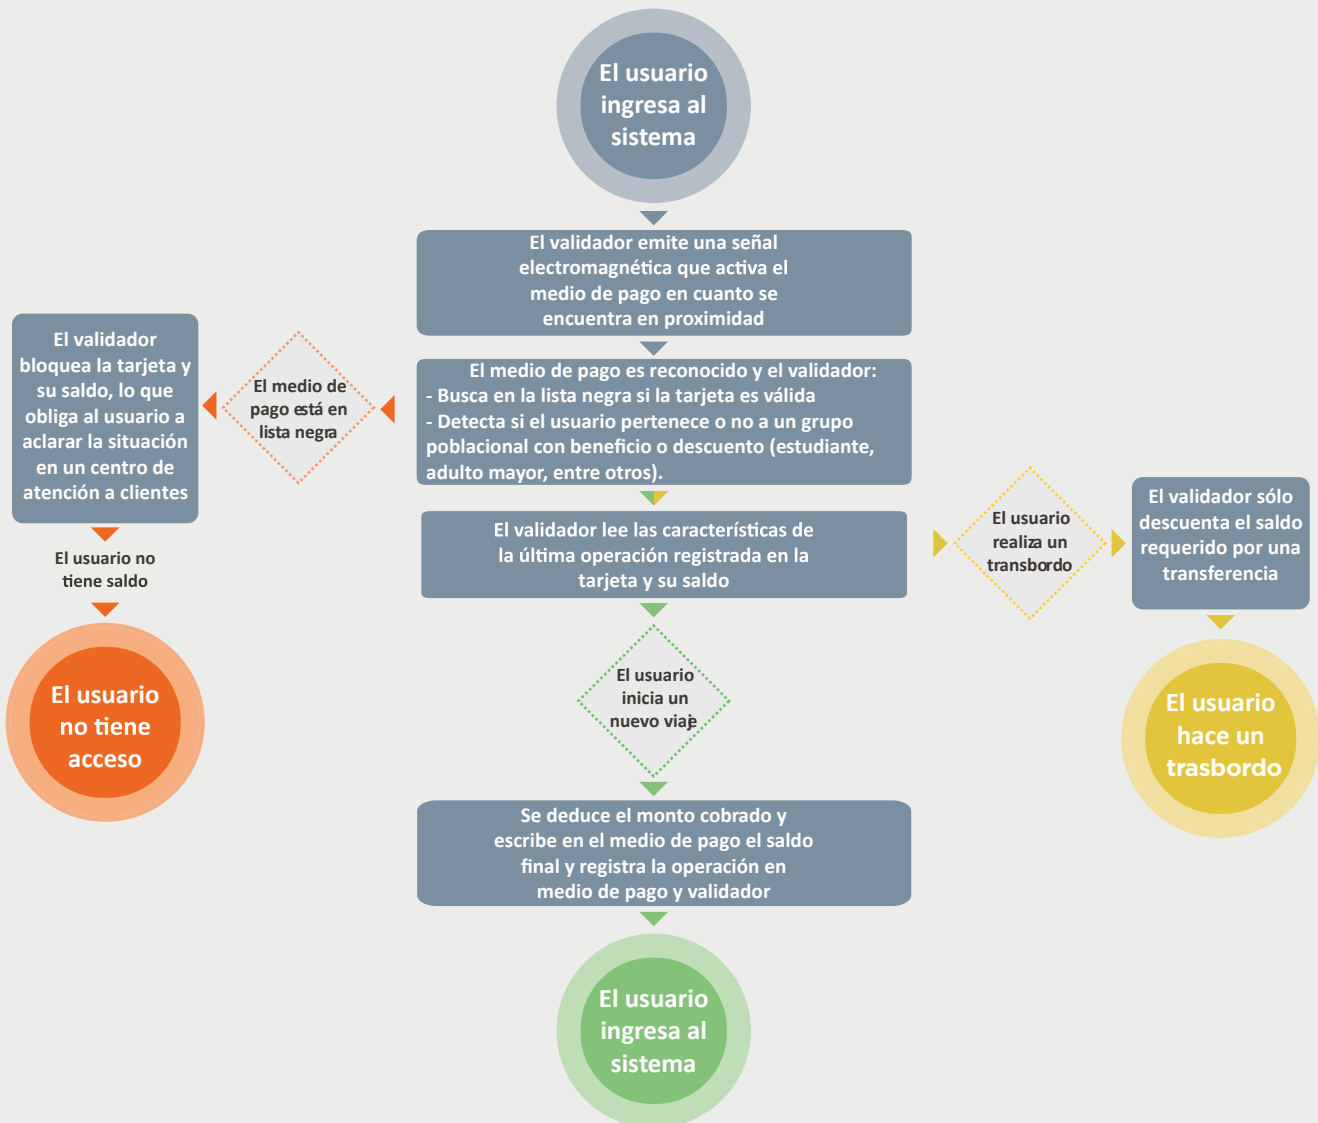 El usuario
ingresa al
sistema
El validador emite una señal
electromagnética que activa el
medio de pago en cuanto se
encuentra en proximidad
El medio de pago es reconocido y el validador:
- Busca en la lista negra si la tarjeta es válida
- Detecta si el usuario pertenece o no a un grupo
poblacional con beneficio o descuento (estudiante,
adulto mayor, entre otros).
El medio de
pago está en
lista negra
El validador
bloquea la tarjeta y
su saldo, lo que
obliga al usuario a
aclarar la situación
en un centro de
atención a clientes
El usuario no
tiene saldo
El usuario
no tiene
acceso
El validador lee las características de
la última operación registrada en la
tarjeta y su saldo
El usuario
realiza un
transbordo
El validador sólo
descuenta el saldo
requerido por una
transferencia
El usuario
hace un
trasbordo
El usuario
inicia un
nuevo viaje
Se deduce el monto cobrado y
escribe en el medio de pago el saldo
final y registra la operación en
medio de pago y validador
El usuario
ingresa al
sistema